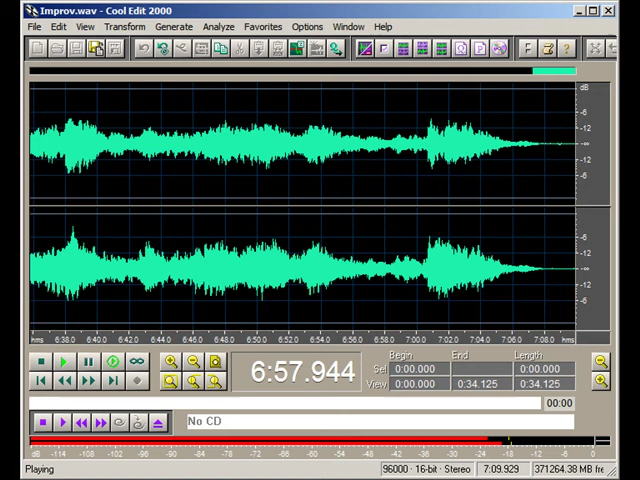 Improv.wav - Cool Edit 2000
File Edit View Transform Generate Analyze Favorites Options Window Help
F ?
dB
-6
-12
-∞
-12
-6
-6
-12
-∞
-12
-6
hms 6:38.0 6:40.0 6:42.0 6:44.0 6:46.0 6:48.0 6:50.0 6:52.0 6:54.0 6:56.0 6:58.0 7:00.0 7:02.0 7:04.0 7:06.0 7:08.0 hms
6:57.944
Begin End Length
Sel 0:00.000 0:00.000
View 0:00.000 0:34.125 0:34.125
00:00
No CD
dB -114 -108 -102 -96 -90 -84 -78 -72 -66 -60 -54 -48 -42 -36 -30 -24 -18 -12 -6 0
Playing 96000 · 16-bit · Stereo 7:09.929 371264.38 MB fre